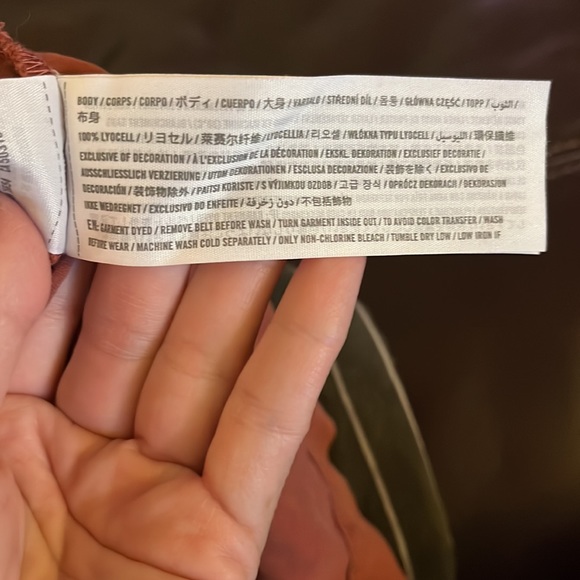 BODY / CORPS / CORPO / ボディ / CUERPO / 大身 / VARTALO / STŘEDNÍ DÍL / 몸통 / GŁÓWNA CZĘŚĆ / TOPP / الثوب /
布身
100% LYOCELL / リヨセル / 莱赛尔纤维 / LYOCELLIA / 리오셀 / WŁÓKNA TYPU LYOCELL / الليوسيل / 環保纖維
EXCLUSIVE OF DECORATION / À L'EXCLUSION DE LA DÉCORATION / EKSKL. DEKORATION / EXCLUSIEF DECORATIE /
AUSSCHLIESSLICH VERZIERUNG / UTOM DEKORATIONEN / ESCLUSA DECORAZIONE / 装飾を除く / EXCLUSIVO DE
DECORACIÓN / 装饰物除外 / PAITSI KORISTE / S VÝJIMKOU OZDOB / 고급 장식 / OPRÓCZ DEKORACJI / DEKORASJON
IKKE MEDREGNET / EXCLUSIVO DO ENFEITE / دون زخرفة / 不包括飾物
EN: GARMENT DYED / REMOVE BELT BEFORE WASH / TURN GARMENT INSIDE OUT / TO AVOID COLOR TRANSFER / WASH
BEFORE WEAR / MACHINE WASH COLD SEPARATELY / ONLY NON-CHLORINE BLEACH / TUMBLE DRY LOW / LOW IRON IF